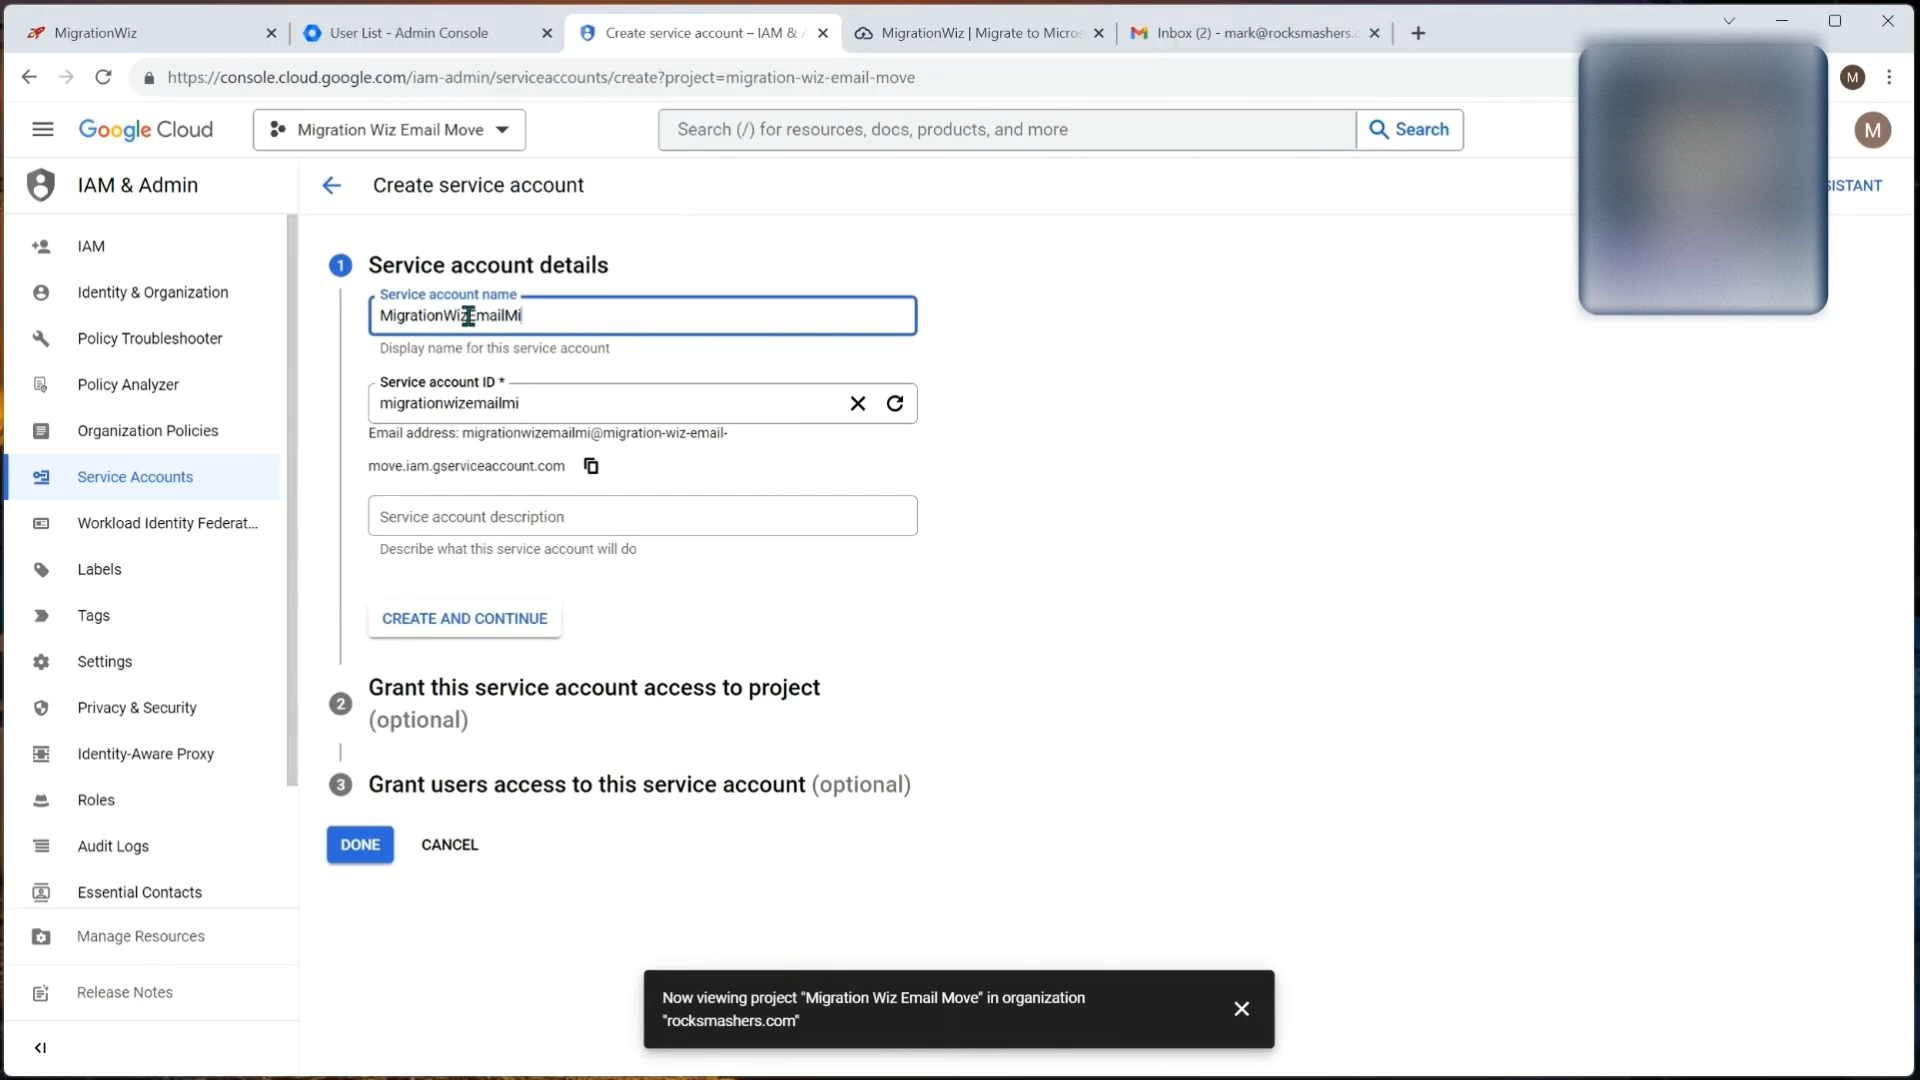 MigrationWiz
User List - Admin Console
Create service account – IAM & A
MigrationWiz | Migrate to Micros
Inbox (2) - mark@rocksmashers.
https://console.cloud.google.com/iam-admin/serviceaccounts/create?project=migration-wiz-email-move
M
Google Cloud
Migration Wiz Email Move
Search (/) for resources, docs, products, and more
Search
M
IAM & Admin
Create service account
SISTANT
IAM
Identity & Organization
Policy Troubleshooter
Policy Analyzer
Organization Policies
Service Accounts
Workload Identity Federat...
Labels
Tags
Settings
Privacy & Security
Identity-Aware Proxy
Roles
Audit Logs
Essential Contacts
Manage Resources
Release Notes
1 Service account details
Service account name
MigrationWizEmailMi
Display name for this service account
Service account ID *
migrationwizemailmi
Email address: migrationwizemailmi@migration-wiz-email-
move.iam.gserviceaccount.com
Service account description
Describe what this service account will do
CREATE AND CONTINUE
2 Grant this service account access to project
(optional)
3 Grant users access to this service account (optional)
DONE
CANCEL
Now viewing project "Migration Wiz Email Move" in organization
"rocksmashers.com"